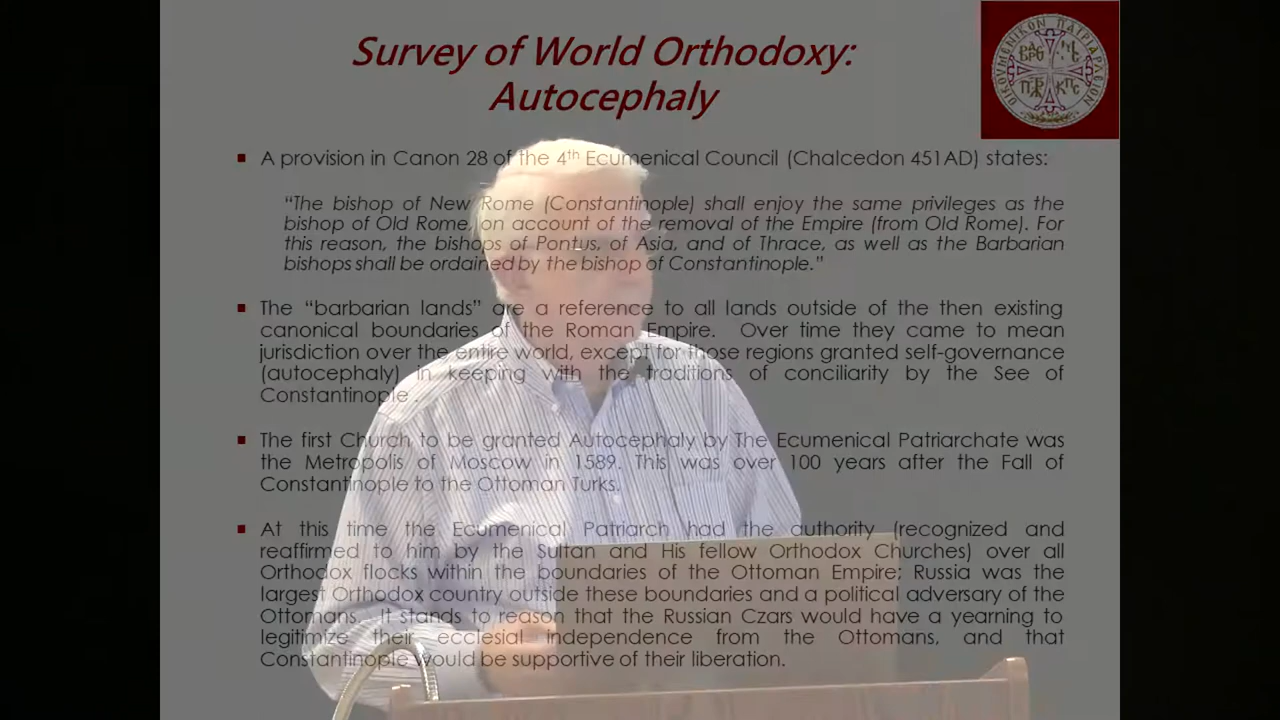 Survey of World Orthodoxy:
Autocephaly
A provision in Canon 28 of the 4th Ecumenical Council (Chalcedon 451AD) states:
“The bishop of New Rome (Constantinople) shall enjoy the same privileges as the
bishop of Old Rome, on account of the removal of the Empire (from Old Rome). For
this reason, the bishops of Pontus, of Asia, and of Thrace, as well as the Barbarian
bishops shall be ordained by the bishop of Constantinople.”
The “barbarian lands” are a reference to all lands outside of the then existing
canonical boundaries of the Roman Empire. Over time they came to mean
jurisdiction over the entire world, except for those regions granted self-governance
(autocephaly) in keeping with the traditions of conciliarity by the See of
Constantinople .
The first Church to be granted Autocephaly by The Ecumenical Patriarchate was
the Metropolis of Moscow in 1589. This was over 100 years after the Fall of
Constantinople to the Ottoman Turks.
At this time the Ecumenical Patriarch had the authority (recognized and
reaffirmed to him by the Sultan and His fellow Orthodox Churches) over all
Orthodox flocks within the boundaries of the Ottoman Empire; Russia was the
largest Orthodox country outside these boundaries and a political adversary of the
Ottomans. It stands to reason that the Russian Czars would have a yearning to
legitimize their ecclesial independence from the Ottomans, and that
Constantinople would be supportive of their liberation.
ΟΙΚΟΥΜΕΝΙΚΟΝ ΠΑΤΡΙΑΡΧΕΙΟΝ